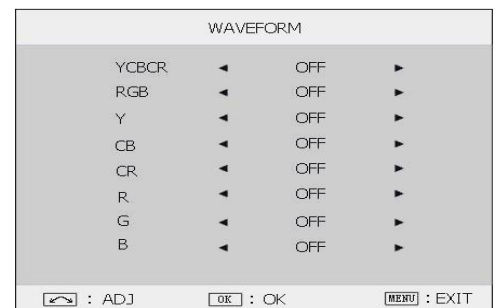 WAVEFORM
YCBCR ◄ OFF ►
RGB ◄ OFF ►
Y ◄ OFF ►
CB ◄ OFF ►
CR ◄ OFF ►
R ◄ OFF ►
G ◄ OFF ►
B ◄ OFF ►
: ADJ OK : OK MENU : EXIT